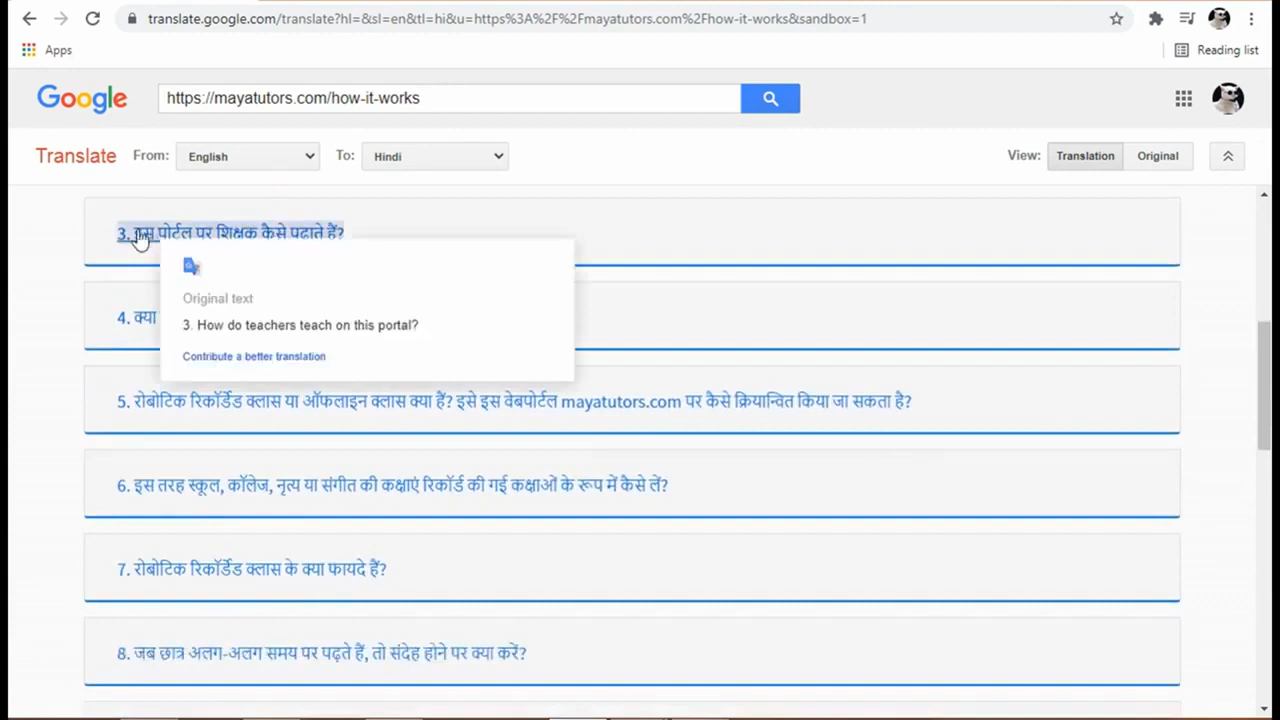 translate.google.com/translate?hl=&sl=en&tl=hi&u=https%3A%2F%2Fmayatutors.com%2Fhow-it-works&sandbox=1
Apps
Reading list
Google
https://mayatutors.com/how-it-works
Translate From: English To: Hindi View: Translation Original
3. इस पोर्टल पर शिक्षक कैसे पढ़ाते हैं?
Original text
3. How do teachers teach on this portal?
Contribute a better translation
4. क्या
5. रोबोटिक रिकॉर्डेड क्लास या ऑफलाइन क्लास क्या हैं? इसे इस वेबपोर्टल mayatutors.com पर कैसे क्रियान्वित किया जा सकता है?
6. इस तरह स्कूल, कॉलेज, नृत्य या संगीत की कक्षाएं रिकॉर्ड की गई कक्षाओं के रूप में कैसे लें?
7. रोबोटिक रिकॉर्डेड क्लास के क्या फायदे हैं?
8. जब छात्र अलग-अलग समय पर पढ़ते हैं, तो संदेह होने पर क्या करें?